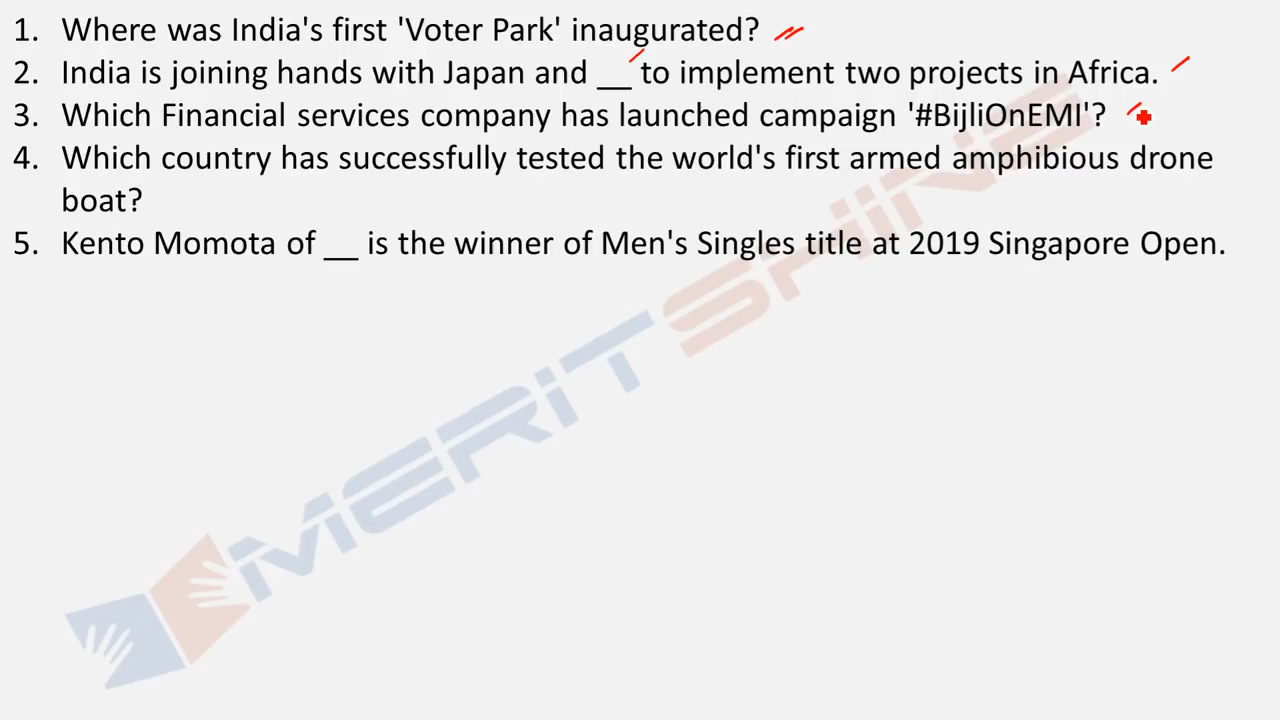 1. Where was India's first 'Voter Park' inaugurated?
2. India is joining hands with Japan and __ to implement two projects in Africa.
3. Which Financial services company has launched campaign '#BijliOnEMI'?
4. Which country has successfully tested the world's first armed amphibious drone
boat?
5. Kento Momota of __ is the winner of Men's Singles title at 2019 Singapore Open.
MERITSHINE